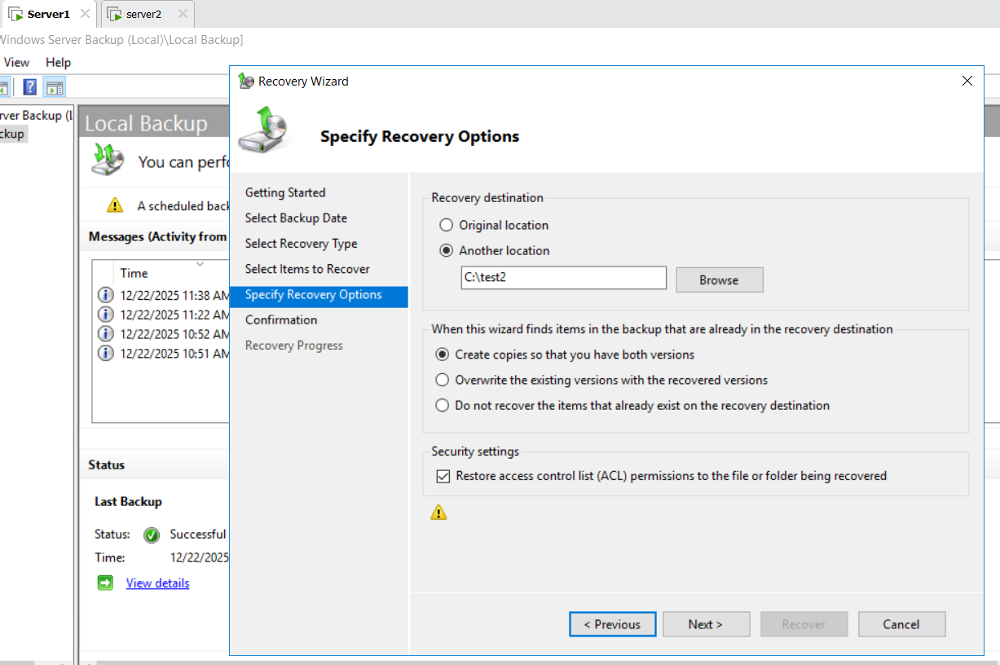 Server1
server2
Windows Server Backup (Local)\Local Backup]
View Help
Recovery Wizard
rver Backup (L
ckup
Local Backup
You can perfo
A scheduled back
Messages (Activity from
Time
12/22/2025 11:38 AM
12/22/2025 11:22 AM
12/22/2025 10:52 AM
12/22/2025 10:51 AM
Status
Last Backup
Status: Successful
Time: 12/22/2025
View details
Specify Recovery Options
Getting Started
Select Backup Date
Select Recovery Type
Select Items to Recover
Specify Recovery Options
Confirmation
Recovery Progress
Recovery destination
Original location
Another location
C:\test2
Browse
When this wizard finds items in the backup that are already in the recovery destination
Create copies so that you have both versions
Overwrite the existing versions with the recovered versions
Do not recover the items that already exist on the recovery destination
Security settings
Restore access control list (ACL) permissions to the file or folder being recovered
< Previous
Next >
Recover
Cancel